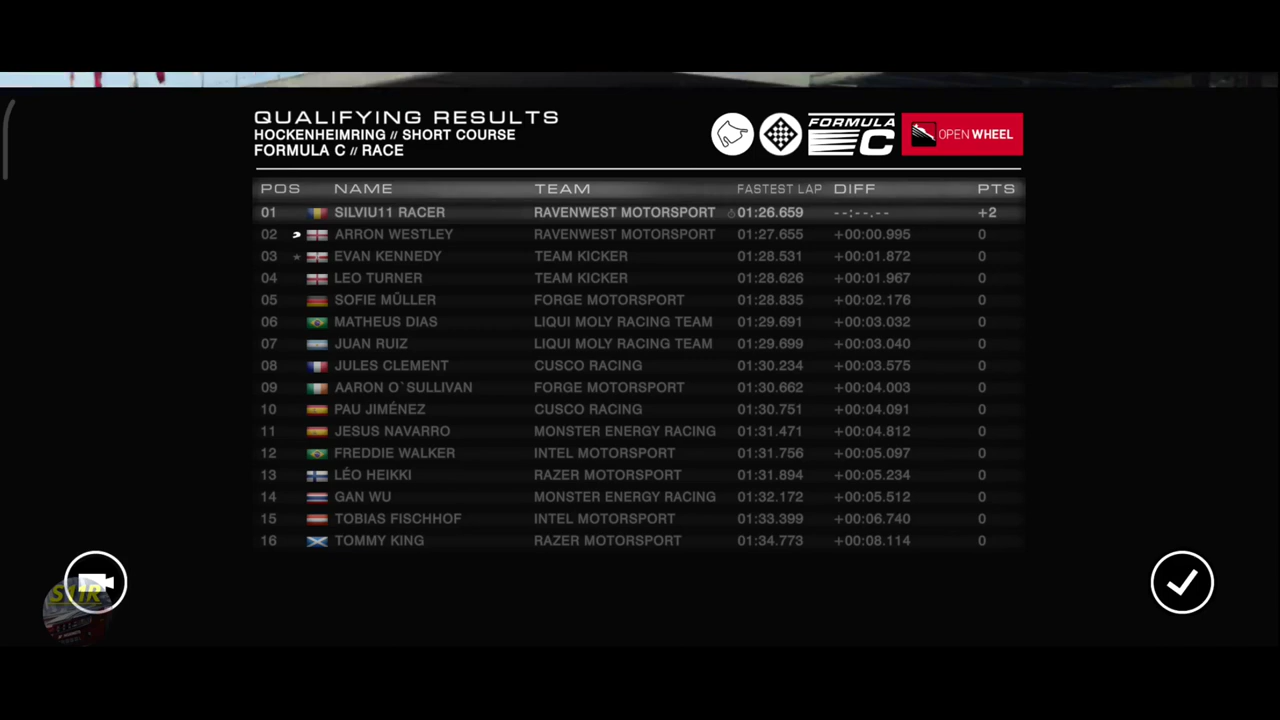 QUALIFYING RESULTS
HOCKENHEIMRING // SHORT COURSE
FORMULA C // RACE
FORMULA C
OPEN WHEEL
POS NAME TEAM FASTEST LAP DIFF PTS
01 SILVIU11 RACER RAVENWEST MOTORSPORT 01:26.659 --:--.-- +2
02 ARRON WESTLEY RAVENWEST MOTORSPORT 01:27.655 +00:00.995 0
03 EVAN KENNEDY TEAM KICKER 01:28.531 +00:01.872 0
04 LEO TURNER TEAM KICKER 01:28.626 +00:01.967 0
05 SOFIE MŰLLER FORGE MOTORSPORT 01:28.835 +00:02.176 0
06 MATHEUS DIAS LIQUI MOLY RACING TEAM 01:29.691 +00:03.032 0
07 JUAN RUIZ LIQUI MOLY RACING TEAM 01:29.699 +00:03.040 0
08 JULES CLEMENT CUSCO RACING 01:30.234 +00:03.575 0
09 AARON O`SULLIVAN FORGE MOTORSPORT 01:30.662 +00:04.003 0
10 PAU JIMÉNEZ CUSCO RACING 01:30.751 +00:04.091 0
11 JESUS NAVARRO MONSTER ENERGY RACING 01:31.471 +00:04.812 0
12 FREDDIE WALKER INTEL MOTORSPORT 01:31.756 +00:05.097 0
13 LÉO HEIKKI RAZER MOTORSPORT 01:31.894 +00:05.234 0
14 GAN WU MONSTER ENERGY RACING 01:32.172 +00:05.512 0
15 TOBIAS FISCHHOF INTEL MOTORSPORT 01:33.399 +00:06.740 0
16 TOMMY KING RAZER MOTORSPORT 01:34.773 +00:08.114 0
S11R